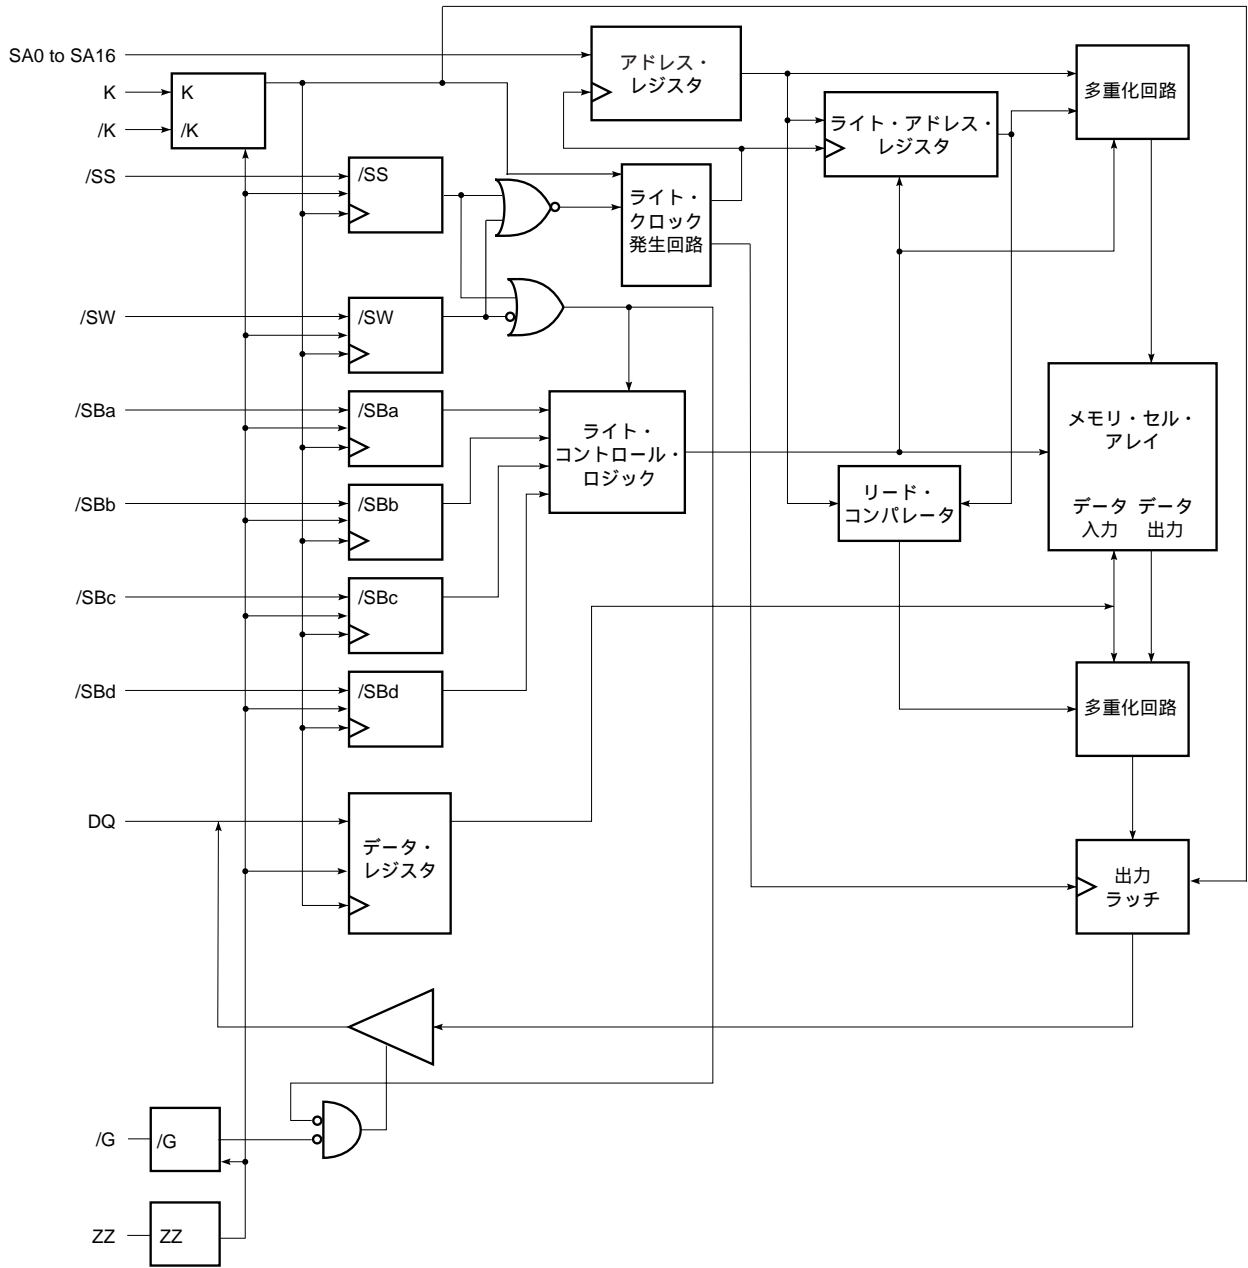 SA0 to SA16
アドレス・
レジスタ
K
K
/K
/K
多重化回路
ライト・アドレス・
レジスタ
/SS
/SS
ライト・
クロック
発生回路
/SW
/SW
/SBa
/SBa
ライト・
コントロール・
ロジック
メモリ・セル・
アレイ
データ
入力
データ
出力
リード・
コンパレータ
/SBb
/SBb
/SBc
/SBc
/SBd
/SBd
多重化回路
DQ
データ・
レジスタ
出力
ラッチ
/G
/G
ZZ
ZZ